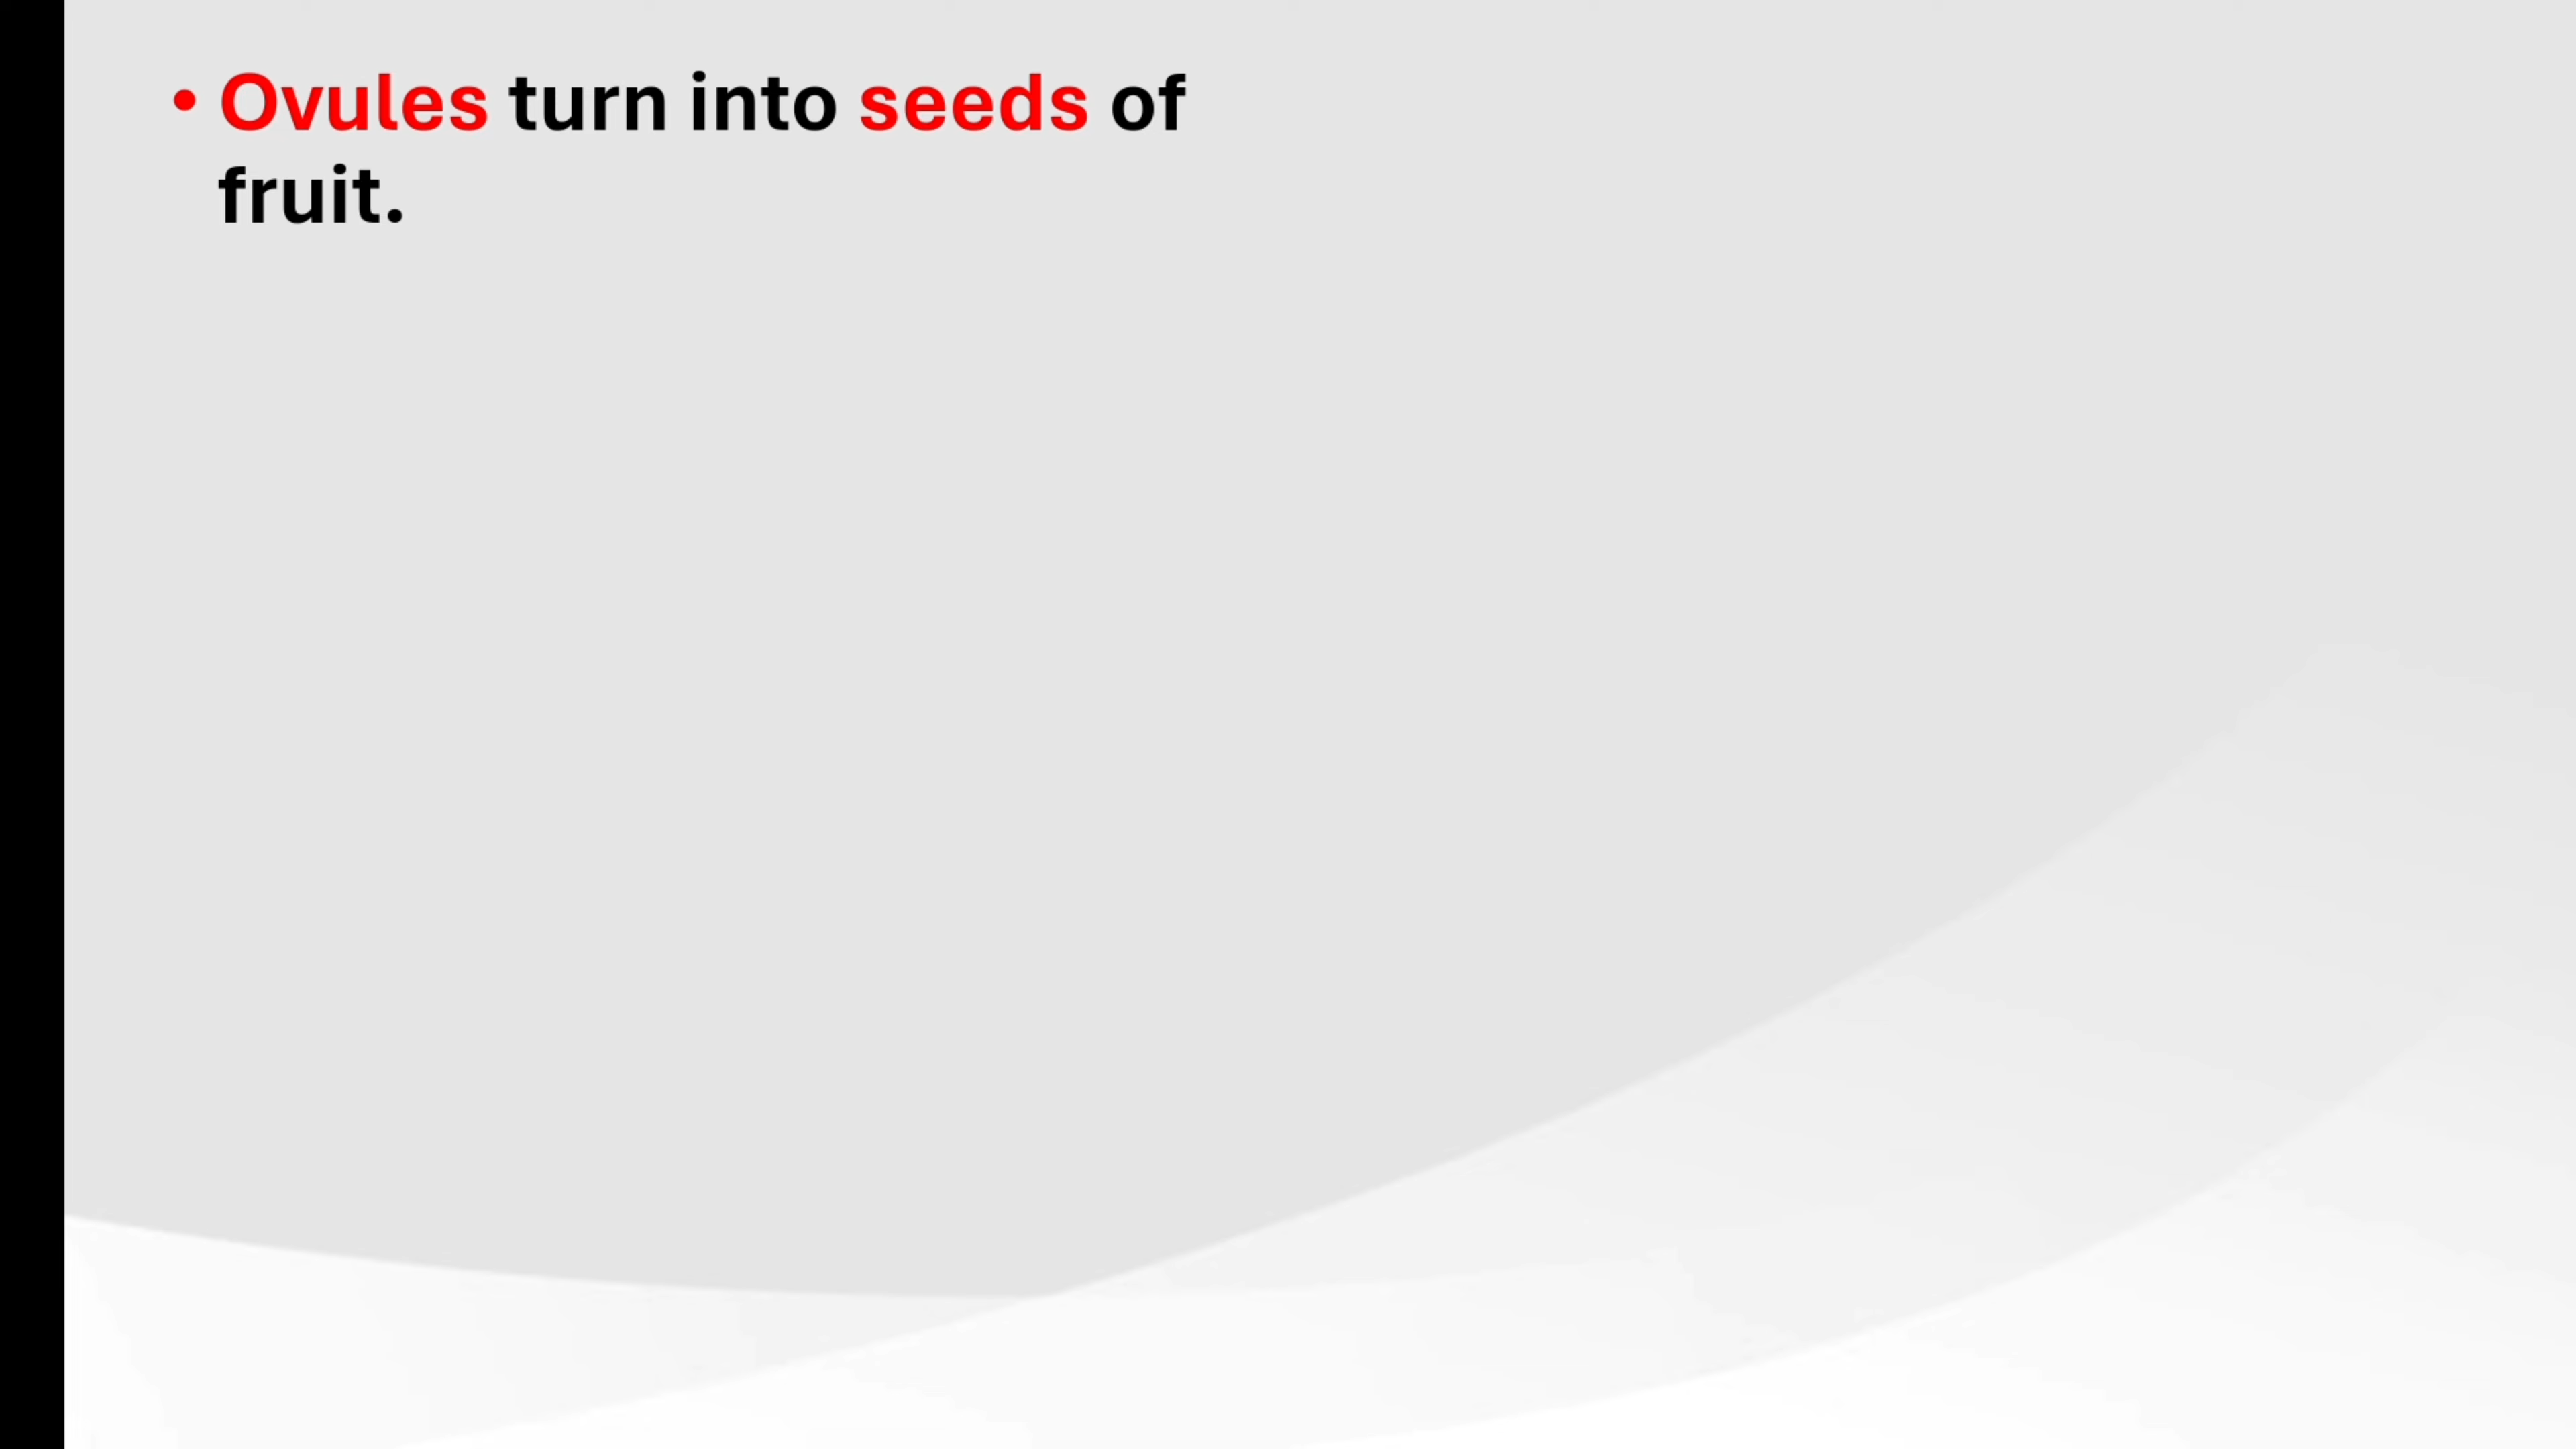 • Ovules turn into seeds of
fruit.